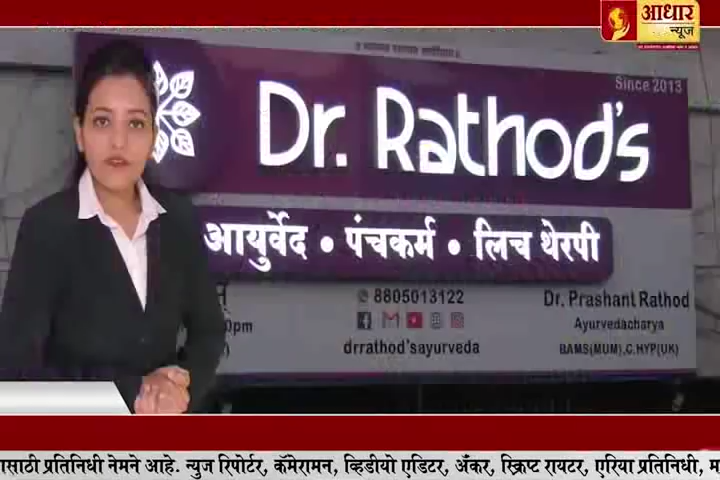 आधार
न्यूज
Since 2013
Dr. Rathod's
आयुर्वेद • पंचकर्म • लिच थेरपी
8805013122
Dr. Prashant Rathod
0pm
Ayurvedacharya
drrathod'sayurveda
BAMS(MUM),C.HYP(UK)
ासाठी प्रतिनिधी नेमने आहे. न्युज रिपोर्टर, कॅमेरामन, व्हिडीयो एडिटर, अँकर, स्क्रिप्ट रायटर, एरिया प्रतिनिधी, म